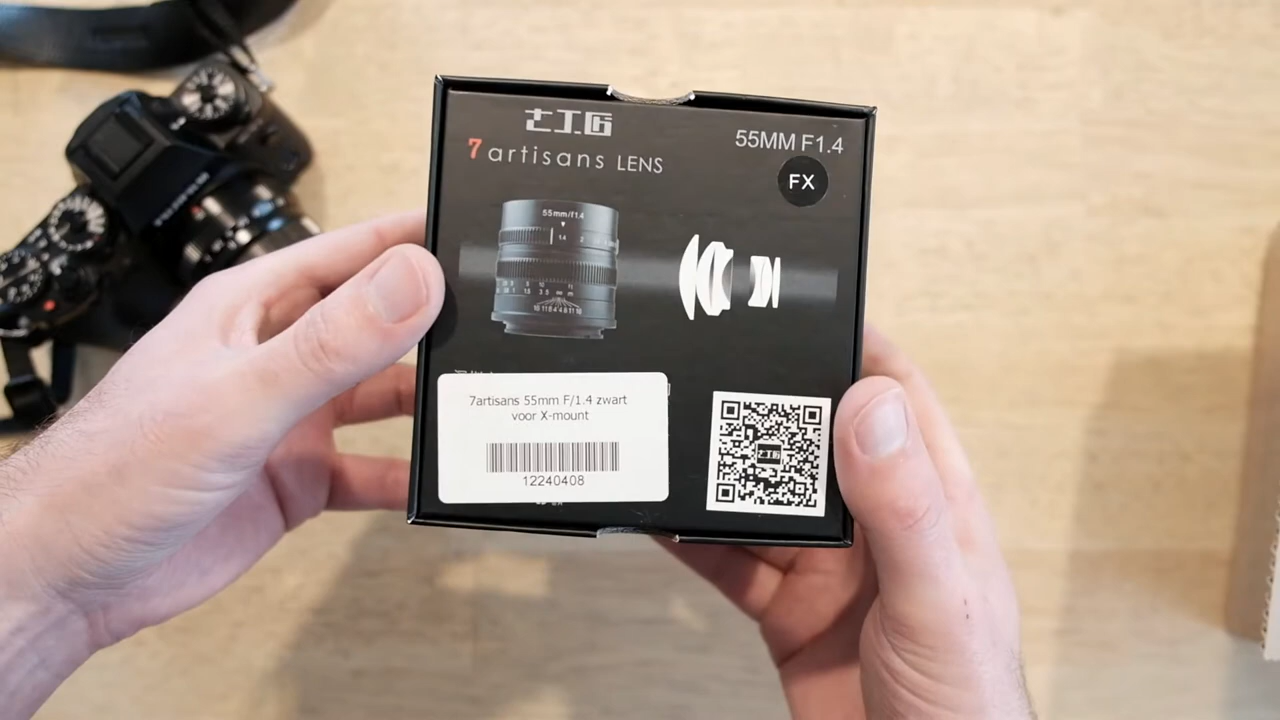 七工匠
7artisans LENS
55MM F1.4
FX
55mm/f1.4
7artisans 55mm F/1.4 zwart
voor X-mount
12240408